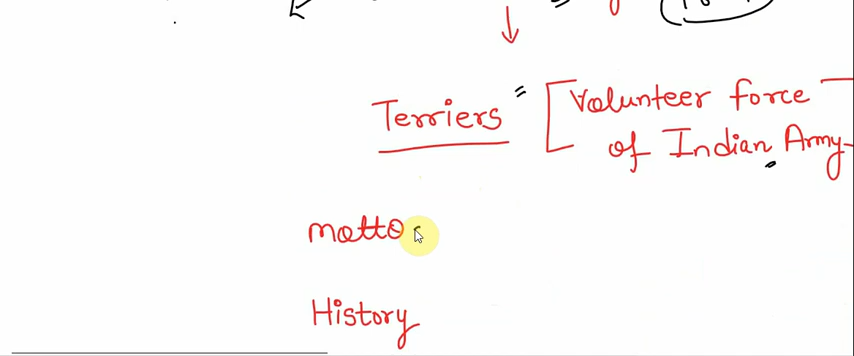 Terriers = [Volunteer force
of Indian Army
Motto
History